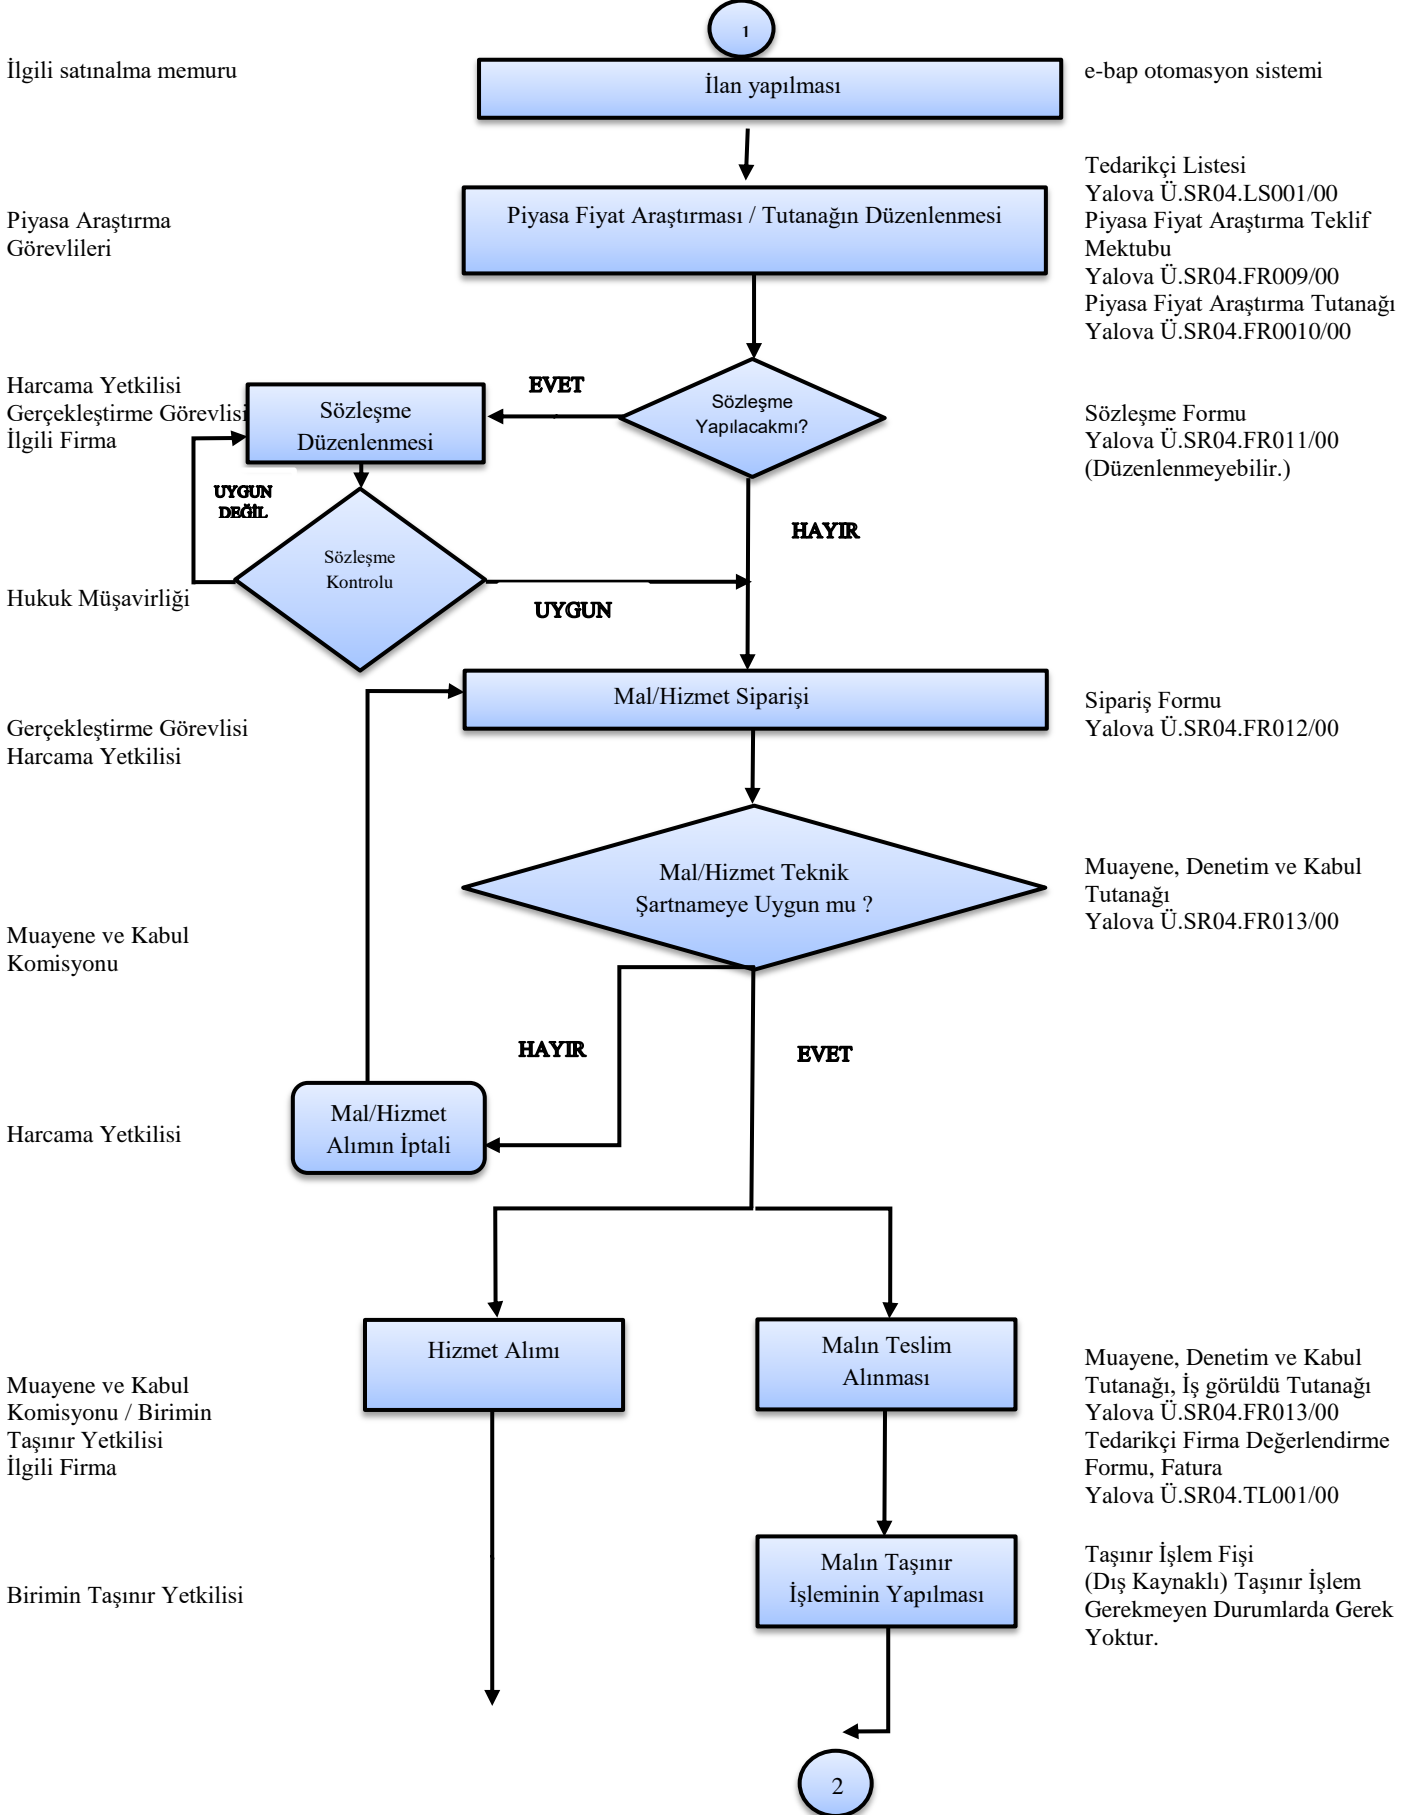 1
İlgili satınalma memuru
İlan yapılması
e-bap otomasyon sistemi
Piyasa Araştırma
Görevlileri
Piyasa Fiyat Araştırması / Tutanağın Düzenlenmesi
Tedarikçi Listesi
Yalova Ü.SR04.LS001/00
Piyasa Fiyat Araştırma Teklif
Mektubu
Yalova Ü.SR04.FR009/00
Piyasa Fiyat Araştırma Tutanağı
Yalova Ü.SR04.FR0010/00
Harcama Yetkilisi
Gerçekleştirme Görevlisi
İlgili Firma
Sözleşme
Düzenlenmesi
EVET
Sözleşme
Yapılacakmı?
Sözleşme Formu
Yalova Ü.SR04.FR011/00
(Düzenlenmeyebilir.)
UYGUN
DEĞİL
HAYIR
Sözleşme
Kontrolu
Hukuk Müşavirliği
UYGUN
Gerçekleştirme Görevlisi
Harcama Yetkilisi
Mal/Hizmet Siparişi
Sipariş Formu
Yalova Ü.SR04.FR012/00
Muayene ve Kabul
Komisyonu
Mal/Hizmet Teknik
Şartnameye Uygun mu ?
Muayene, Denetim ve Kabul
Tutanağı
Yalova Ü.SR04.FR013/00
HAYIR
EVET
Harcama Yetkilisi
Mal/Hizmet
Alımın İptali
Muayene ve Kabul
Komisyonu / Birimin
Taşınır Yetkilisi
İlgili Firma
Hizmet Alımı
Malın Teslim
Alınması
Muayene, Denetim ve Kabul
Tutanağı, İş görüldü Tutanağı
Yalova Ü.SR04.FR013/00
Tedarikçi Firma Değerlendirme
Formu, Fatura
Yalova Ü.SR04.TL001/00
Birimin Taşınır Yetkilisi
Malın Taşınır
İşleminin Yapılması
Taşınır İşlem Fişi
(Dış Kaynaklı) Taşınır İşlem
Gerekmeyen Durumlarda Gerek
Yoktur.
2